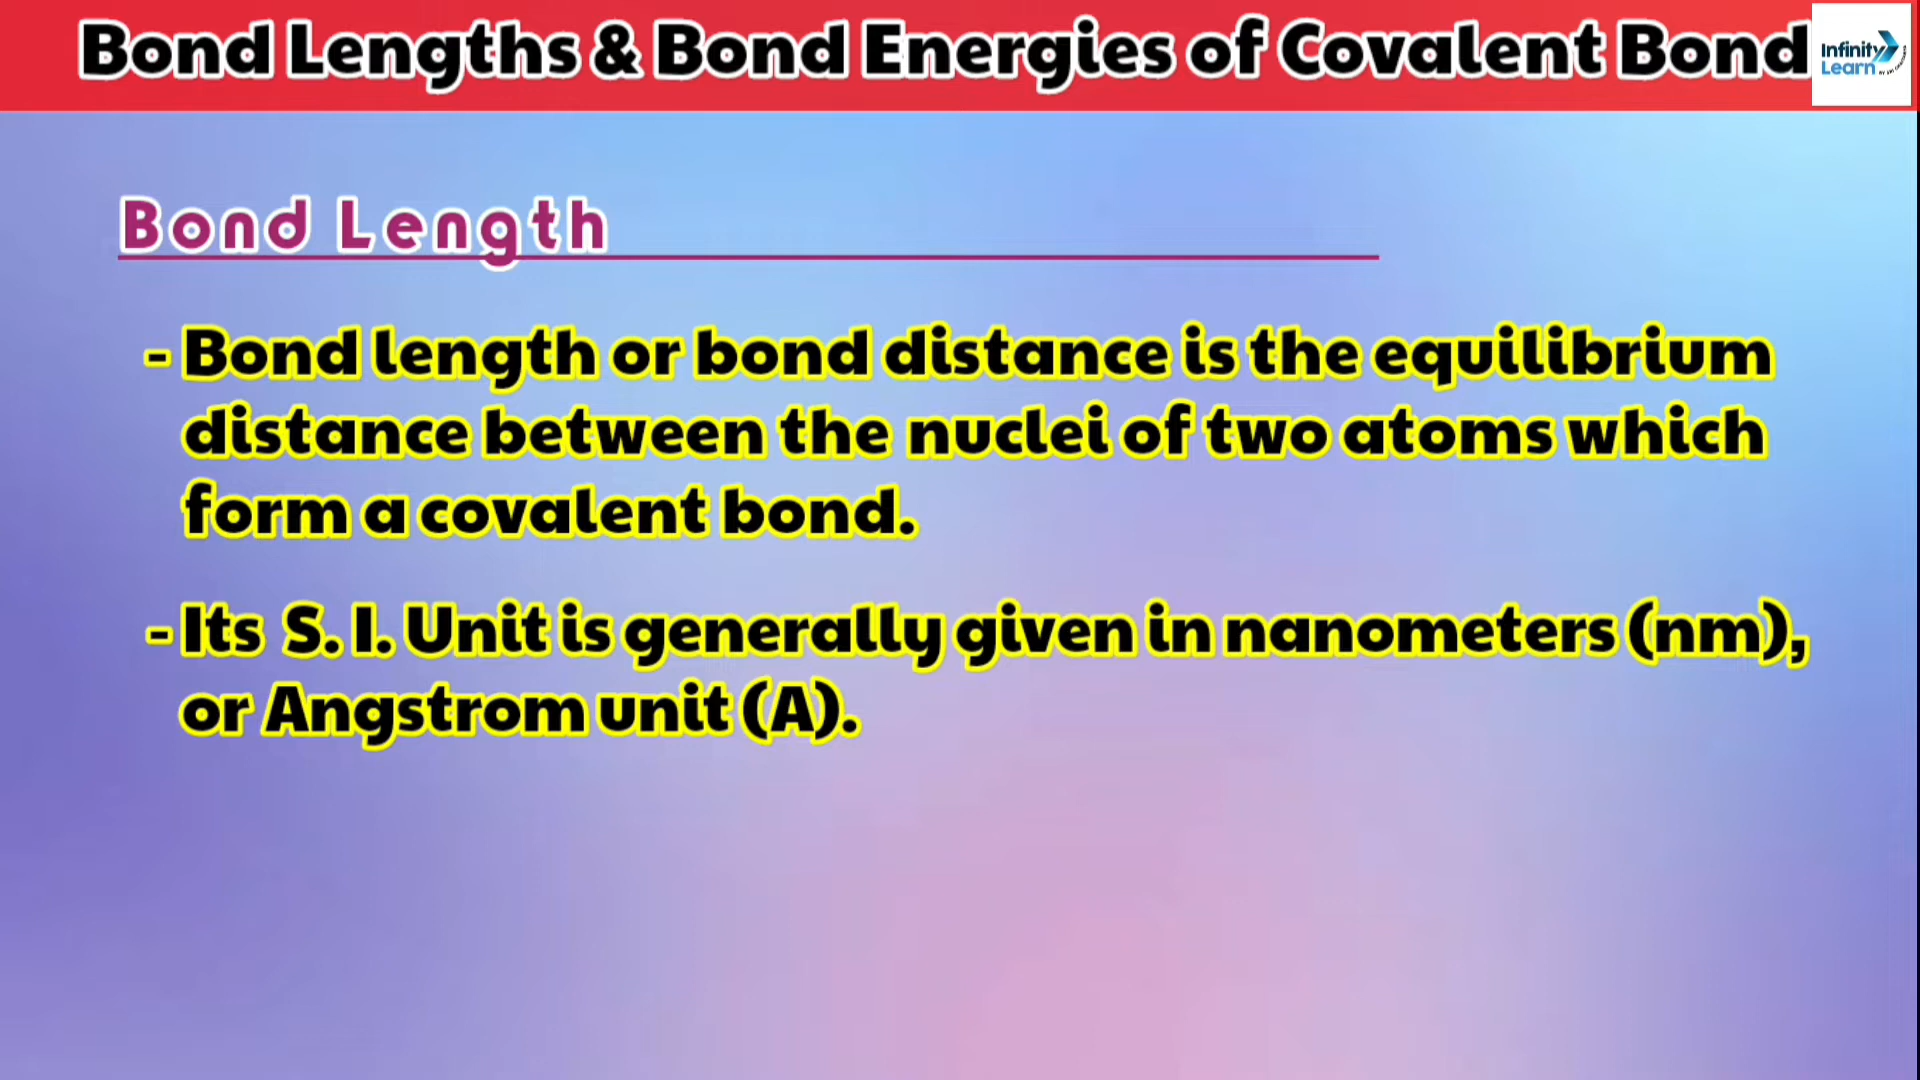 Bond Lengths & Bond Energies of Covalent Bond
Infinity
Learn
Bond Length
- Bond length or bond distance is the equilibrium
distance between the nuclei of two atoms which
form a covalent bond.
- Its S. I. Unit is generally given in nanometers (nm),
or Angstrom unit (A).